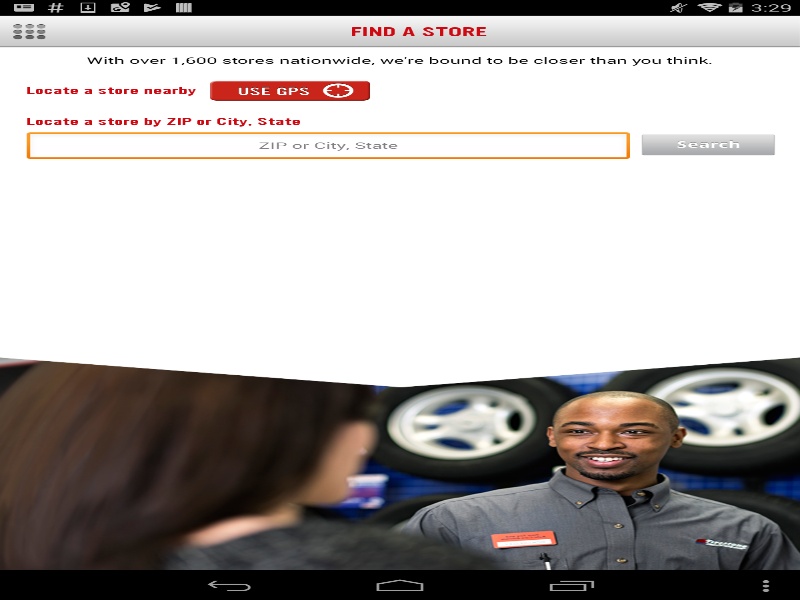 3:29
FIND A STORE
With over 1,600 stores nationwide, we're bound to be closer than you think.
Locate a store nearby
USE GPS
Locate a store by ZIP or City, State
ZIP or City, State
Search
Firestone